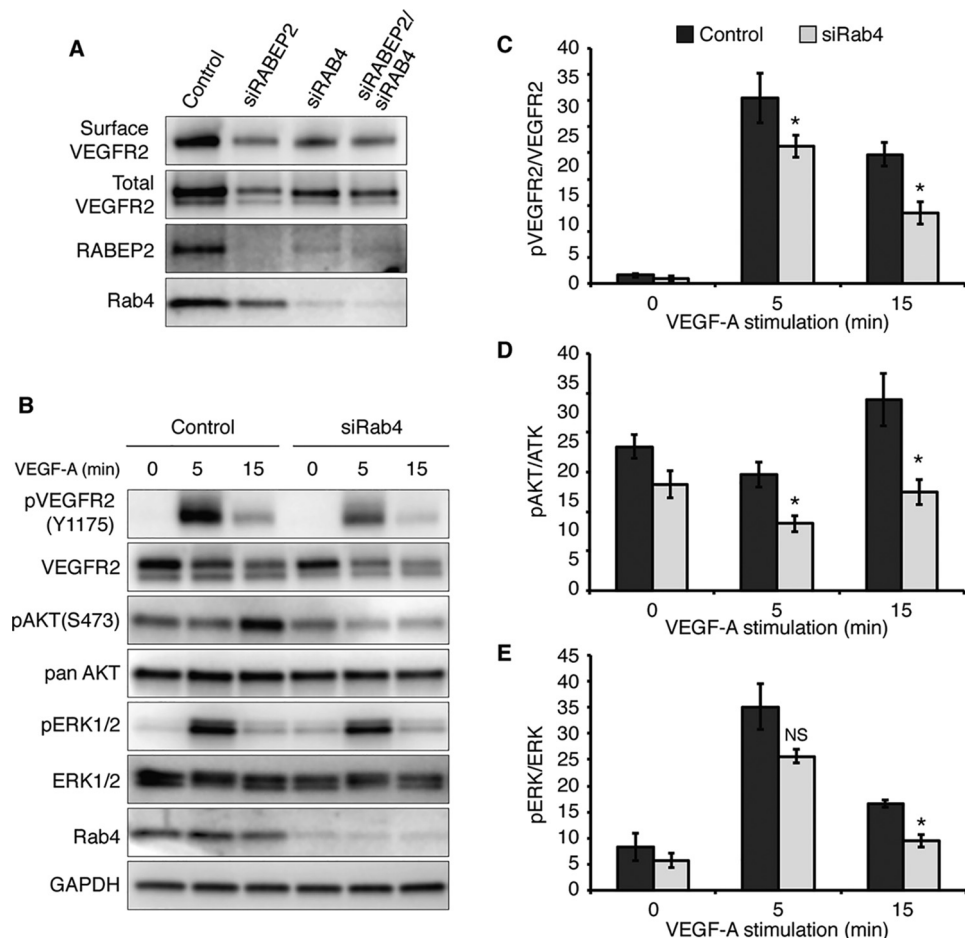 A
Control
siRABEP2
siRAB4
siRABEP2/
siRAB4
Surface
VEGFR2
Total
VEGFR2
RABEP2
Rab4
B
Control siRab4
VEGF-A (min) 0 5 15 0 5 15
pVEGFR2
(Y1175)
VEGFR2
pAKT(S473)
pan AKT
pERK1/2
ERK1/2
Rab4
GAPDH
C
Control siRab4
pVEGFR2/VEGFR2
40
35
30
25
20
15
10
5
0
* *
0 5 15
VEGF-A stimulation (min)
D
pAKT/ATK
40
35
30
25
20
15
10
5
0
* *
0 5 15
VEGF-A stimulation (min)
E
pERK/ERK
45
40
35
30
25
20
15
10
5
0
NS *
0 5 15
VEGF-A stimulation (min)